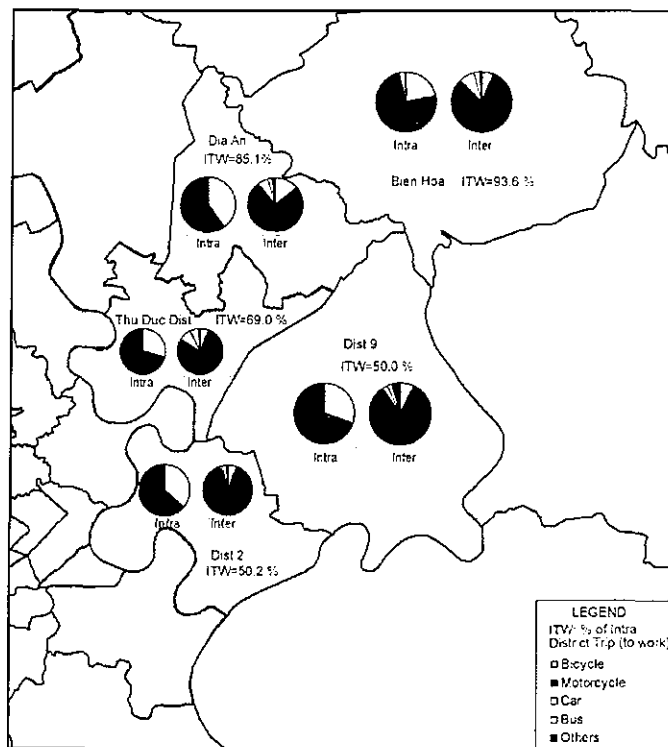 Intra
Inter
Bien Hoa ITW=93.6 %
Dia An
ITW=85.1%
Intra
Inter
Thu Duc Dist ITW=69.0 %
Intra
Inter
Dist 9
ITW=50.0 %
Intra
Inter
Intra
Inter
Dist 2
ITW=50.2 %
LEGEND
ITW: % of Intra
District Trip (to work)
Bicycle
Motorcycle
Car
Bus
Others